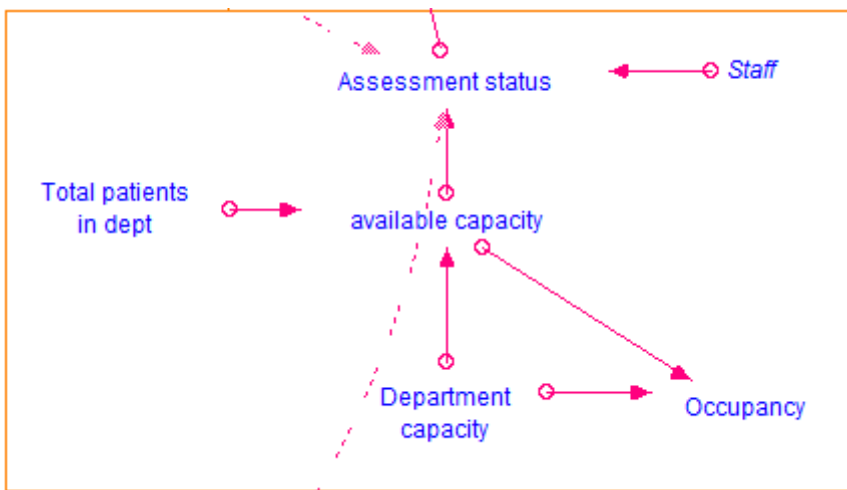 Assessment status
Staff
Total patients
in dept
available capacity
Department
capacity
Occupancy